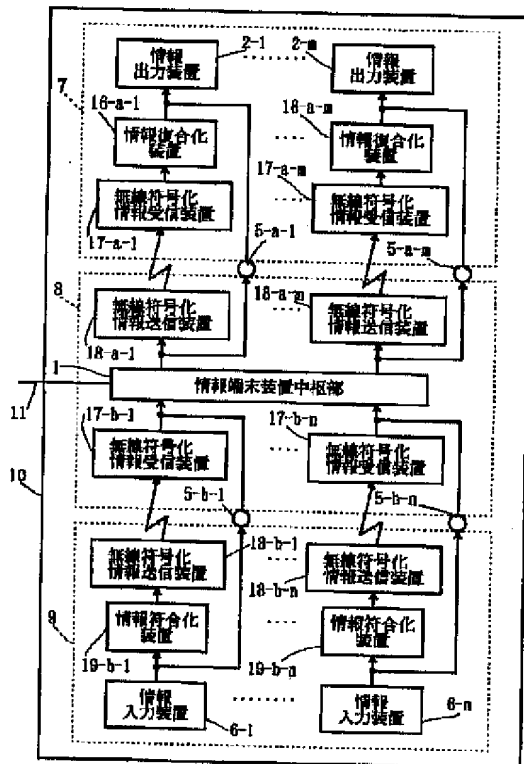 2-1
2-m
情報
出力装置
情報
出力装置
7
16-a-1
16-a-m
情報復合化
装置
情報復合化
装置
17-a-m
無線符号化
情報受信装置
無線符号化
情報受信装置
17-a-1
5-a-1
5-a-m
8
18-a-m
無線符号化
情報送信装置
無線符号化
情報送信装置
18-a-1
1
情報端末装置中枢部
11
17-b-1
17-b-n
無線符号化
情報受信装置
無線符号化
情報受信装置
10
5-b-1
5-b-n
18-b-1
無線符号化
情報送信装置
無線符号化
情報送信装置
18-b-n
9
情報符合化
装置
情報符合化
装置
19-b-1
19-b-n
情報
入力装置
情報
入力装置
6-1
6-n